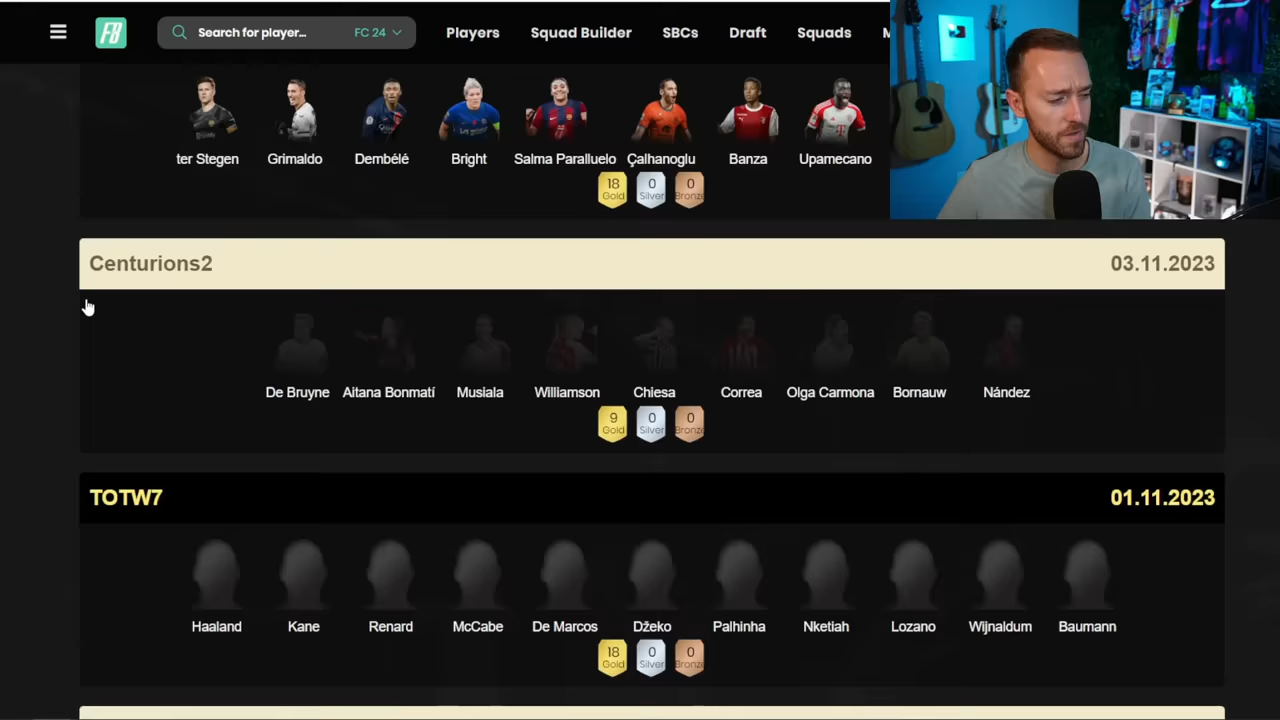 FB
Search for player...
FC 24
Players
Squad Builder
SBCs
Draft
Squads
M
ter Stegen
Grimaldo
Dembélé
Bright
Salma Paralluelo
Çalhanoglu
Banza
Upamecano
18
Gold
0
Silver
0
Bronze
Centurions2
03.11.2023
De Bruyne
Aitana Bonmatí
Musiala
Williamson
Chiesa
Correa
Olga Carmona
Bornauw
Nández
9
Gold
0
Silver
0
Bronze
TOTW7
01.11.2023
Haaland
Kane
Renard
McCabe
De Marcos
Džeko
Palhinha
Nketiah
Lozano
Wijnaldum
Baumann
18
Gold
0
Silver
0
Bronze